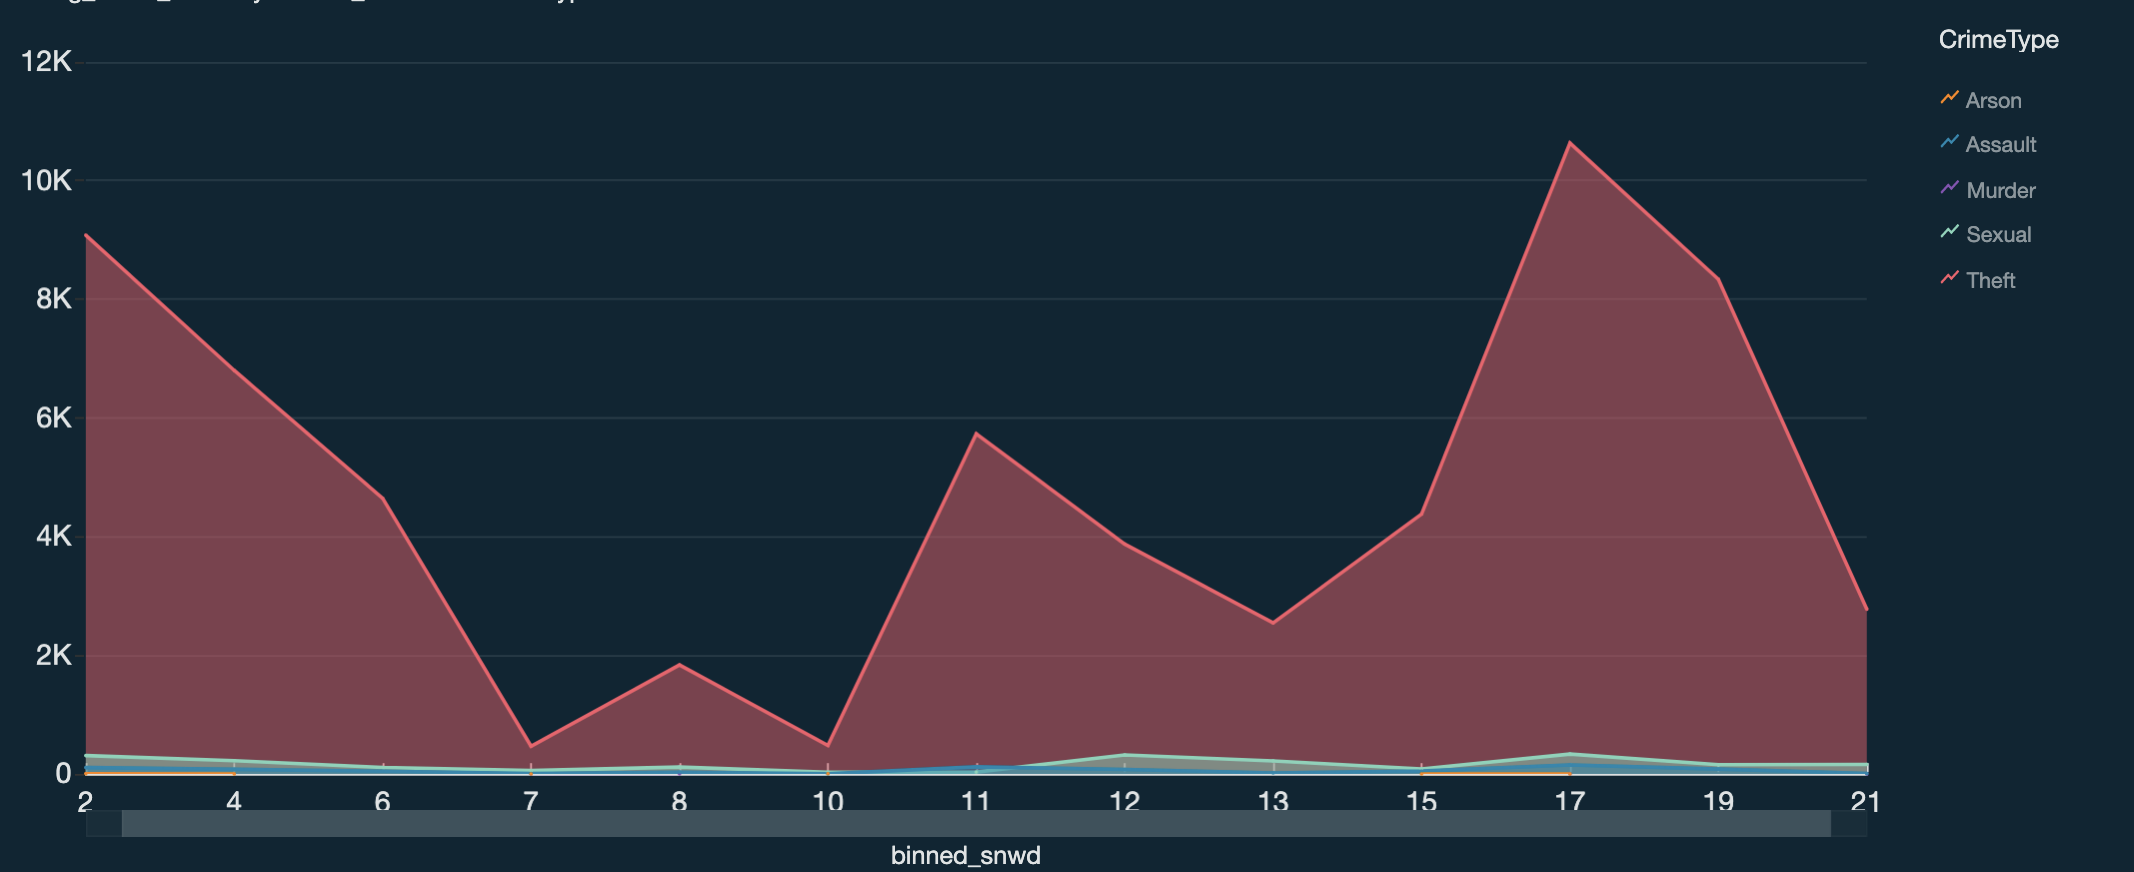 12K
10K
8K
6K
4K
2K
0
2 4 6 7 8 10 11 12 13 15 17 19 21
binned_snwd
CrimeType
Arson
Assault
Murder
Sexual
Theft